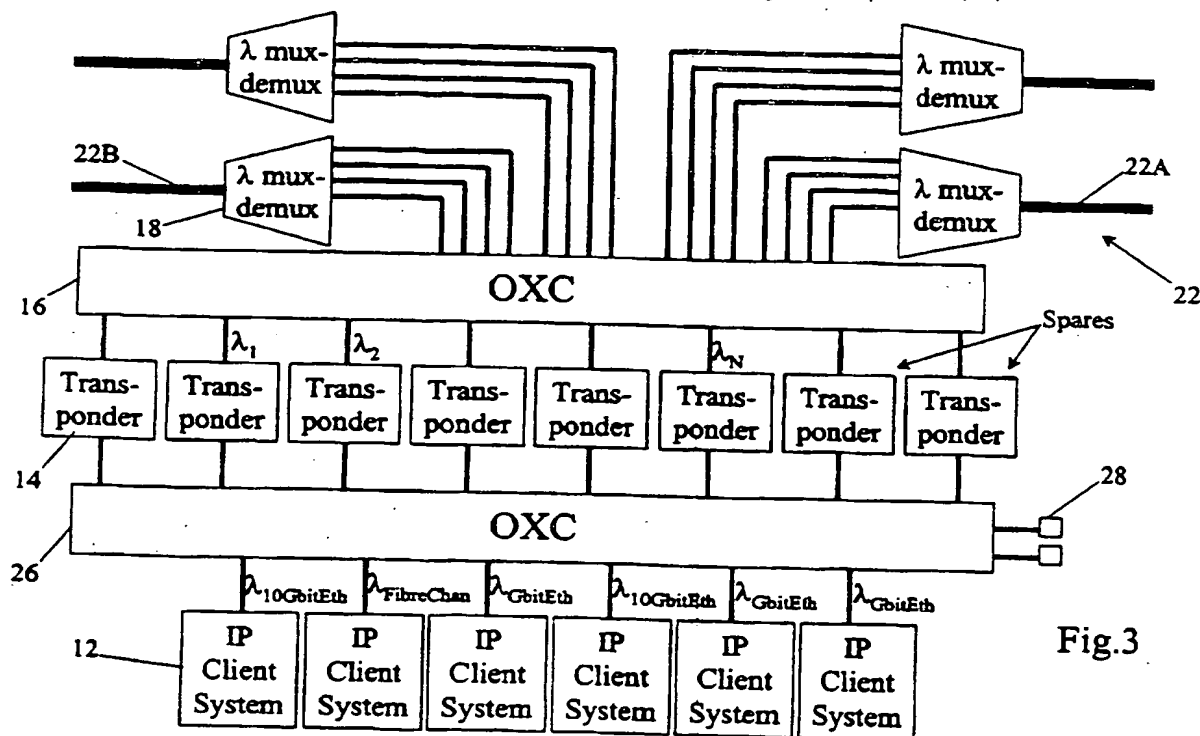 λ mux-
demux
λ mux-
demux
22B
λ mux-
demux
18
λ mux-
demux
22A
22
16
OXC
Spares
λ1
λ2
λN
Trans-
ponder
Trans-
ponder
Trans-
ponder
Trans-
ponder
Trans-
ponder
Trans-
ponder
Trans-
ponder
Trans-
ponder
14
28
OXC
26
λ10GbitEth
λFibreChan
λGbitEth
λ10GbitEth
λGbitEth
λGbitEth
12
IP
Client
System
IP
Client
System
IP
Client
System
IP
Client
System
IP
Client
System
IP
Client
System
Fig.3